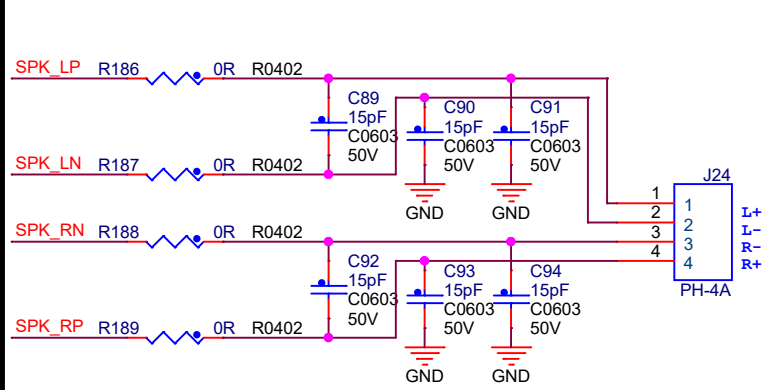 SPK_LP R186 0R R0402
C89
15pF
C0603
50V
C90
15pF
C0603
50V
C91
15pF
C0603
50V
SPK_LN R187 0R R0402
GND GND
J24
1 1 L+
2 2 L-
3 3 R-
4 4 R+
PH-4A
SPK_RN R188 0R R0402
C92
15pF
C0603
50V
C93
15pF
C0603
50V
C94
15pF
C0603
50V
SPK_RP R189 0R R0402
GND GND